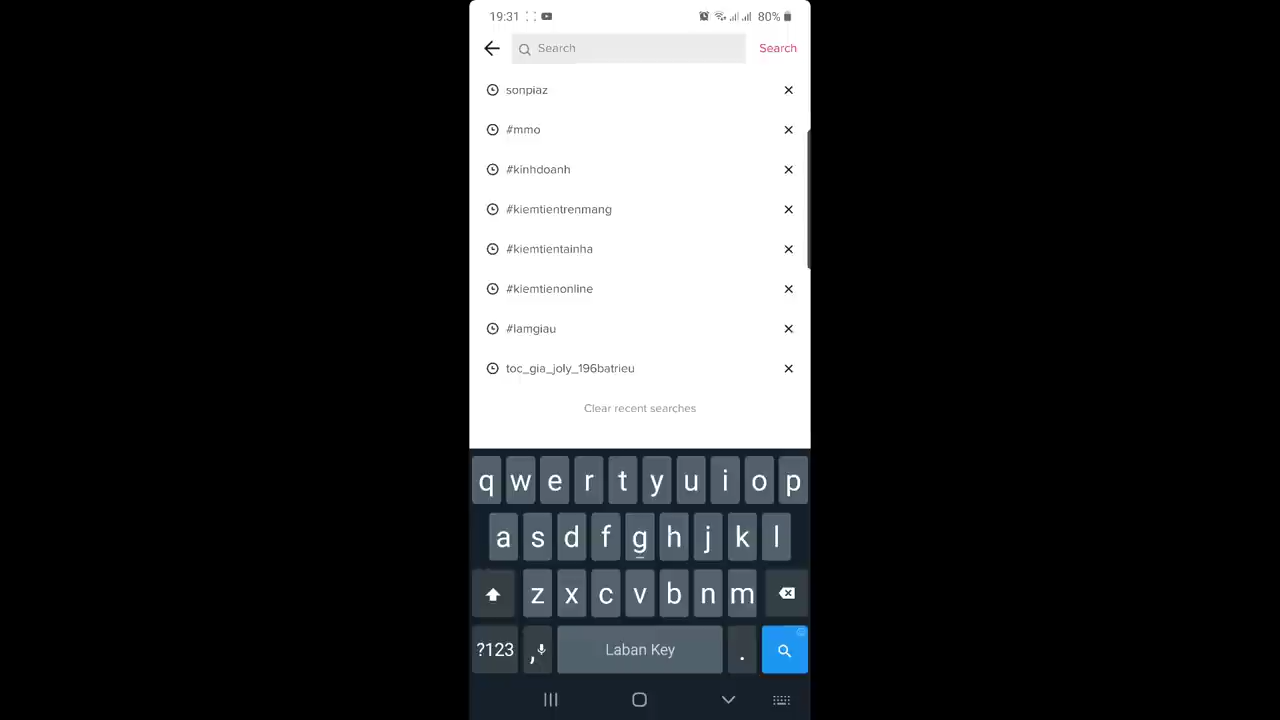 19:31 80%
Search Search
sonpiaz
#mmo
#kinhdoanh
#kiemtientrenmang
#kiemtientainha
#kiemtienonline
#lamgiau
toc_gia_joly_196batrieu
Clear recent searches
q w e r t y u i o p
a s d f g h j k l
z x c v b n m
?123 , Laban Key .